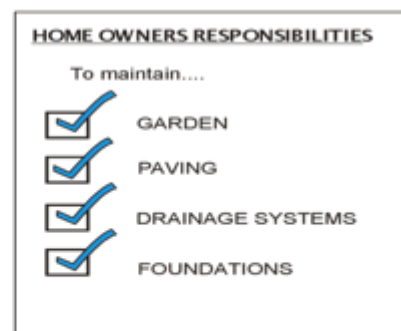 HOME OWNERS RESPONSIBILITIES
To maintain....
GARDEN
PAVING
DRAINAGE SYSTEMS
FOUNDATIONS